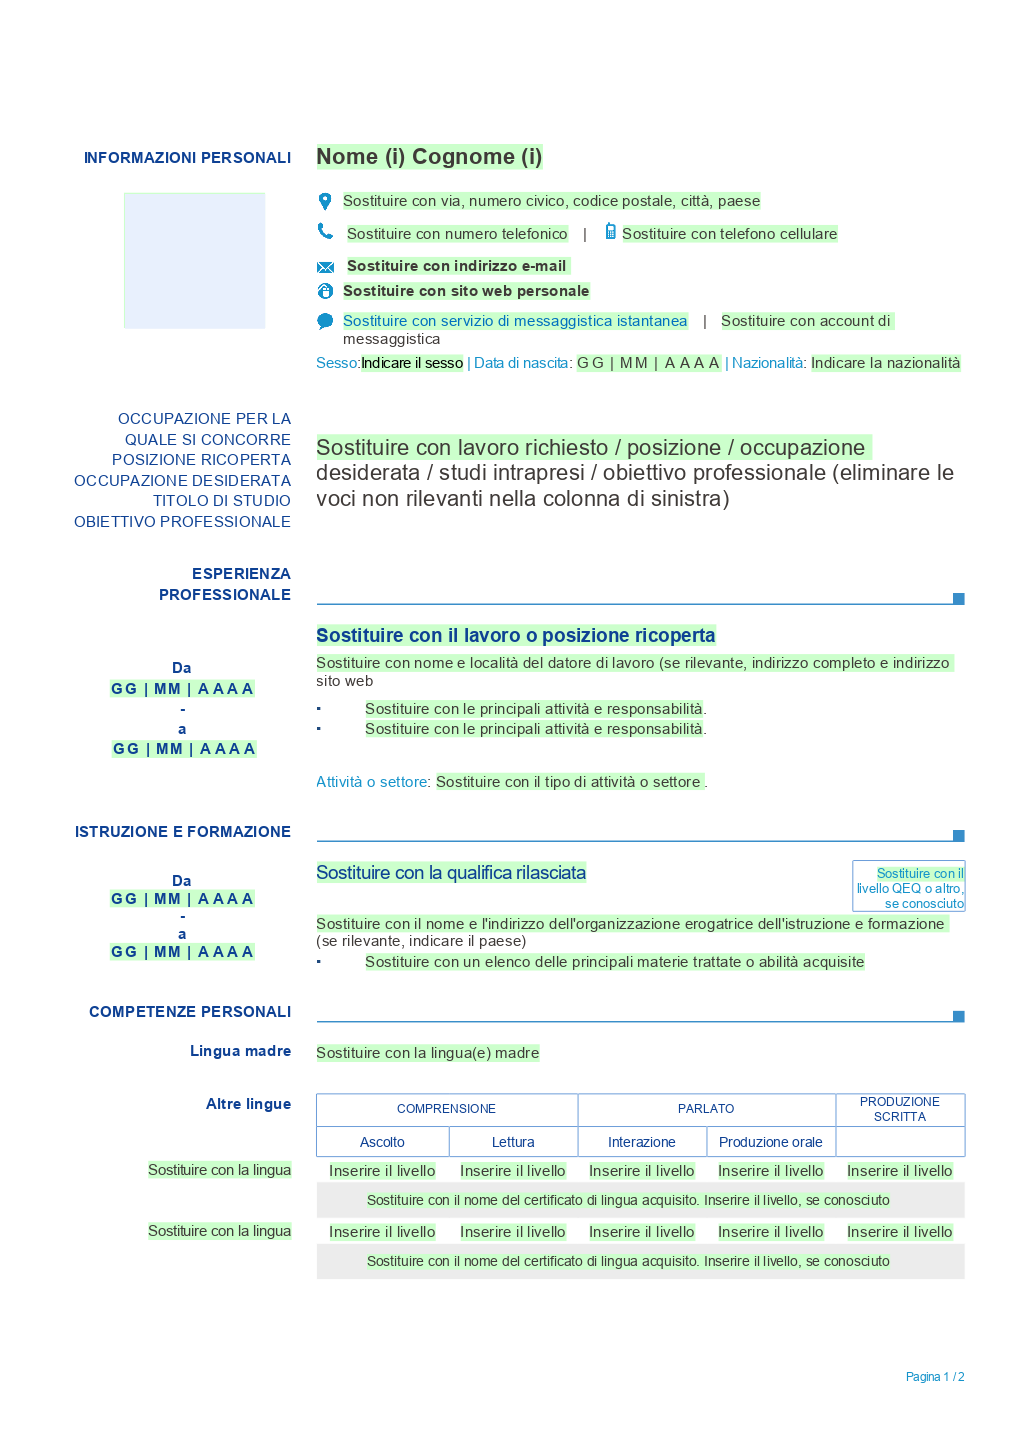 INFORMAZIONI PERSONALI
Nome (i) Cognome (i)
Sostituire con via, numero civico, codice postale, città, paese
Sostituire con numero telefonico | Sostituire con telefono cellulare
Sostituire con indirizzo e-mail
Sostituire con sito web personale
Sostituire con servizio di messaggistica istantanea | Sostituire con account di
messaggistica
Sesso:Indicare il sesso | Data di nascita: GG | MM | AAAA | Nazionalità: Indicare la nazionalità
OCCUPAZIONE PER LA
QUALE SI CONCORRE
POSIZIONE RICOPERTA
OCCUPAZIONE DESIDERATA
TITOLO DI STUDIO
OBIETTIVO PROFESSIONALE
Sostituire con lavoro richiesto / posizione / occupazione
desiderata / studi intrapresi / obiettivo professionale (eliminare le
voci non rilevanti nella colonna di sinistra)
ESPERIENZA
PROFESSIONALE
Da
GG | MM | AAAA
-
a
GG | MM | AAAA
Sostituire con il lavoro o posizione ricoperta
Sostituire con nome e località del datore di lavoro (se rilevante, indirizzo completo e indirizzo
sito web
▪ Sostituire con le principali attività e responsabilità.
▪ Sostituire con le principali attività e responsabilità.
Attività o settore: Sostituire con il tipo di attività o settore .
ISTRUZIONE E FORMAZIONE
Da
GG | MM | AAAA
-
a
GG | MM | AAAA
Sostituire con la qualifica rilasciata
Sostituire con il
livello QEQ o altro,
se conosciuto
Sostituire con il nome e l'indirizzo dell'organizzazione erogatrice dell'istruzione e formazione
(se rilevante, indicare il paese)
▪ Sostituire con un elenco delle principali materie trattate o abilità acquisite
COMPETENZE PERSONALI
Lingua madre
Sostituire con la lingua(e) madre
Altre lingue
COMPRENSIONE PARLATO PRODUZIONE
SCRITTA
Ascolto Lettura Interazione Produzione orale
Sostituire con la lingua Inserire il livello Inserire il livello Inserire il livello Inserire il livello Inserire il livello
Sostituire con il nome del certificato di lingua acquisito. Inserire il livello, se conosciuto
Sostituire con la lingua Inserire il livello Inserire il livello Inserire il livello Inserire il livello Inserire il livello
Sostituire con il nome del certificato di lingua acquisito. Inserire il livello, se conosciuto
Pagina 1 / 2